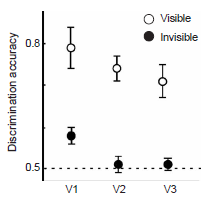 Visible
Invisible
Discrimination accuracy
0.8
0.5
V1 V2 V3